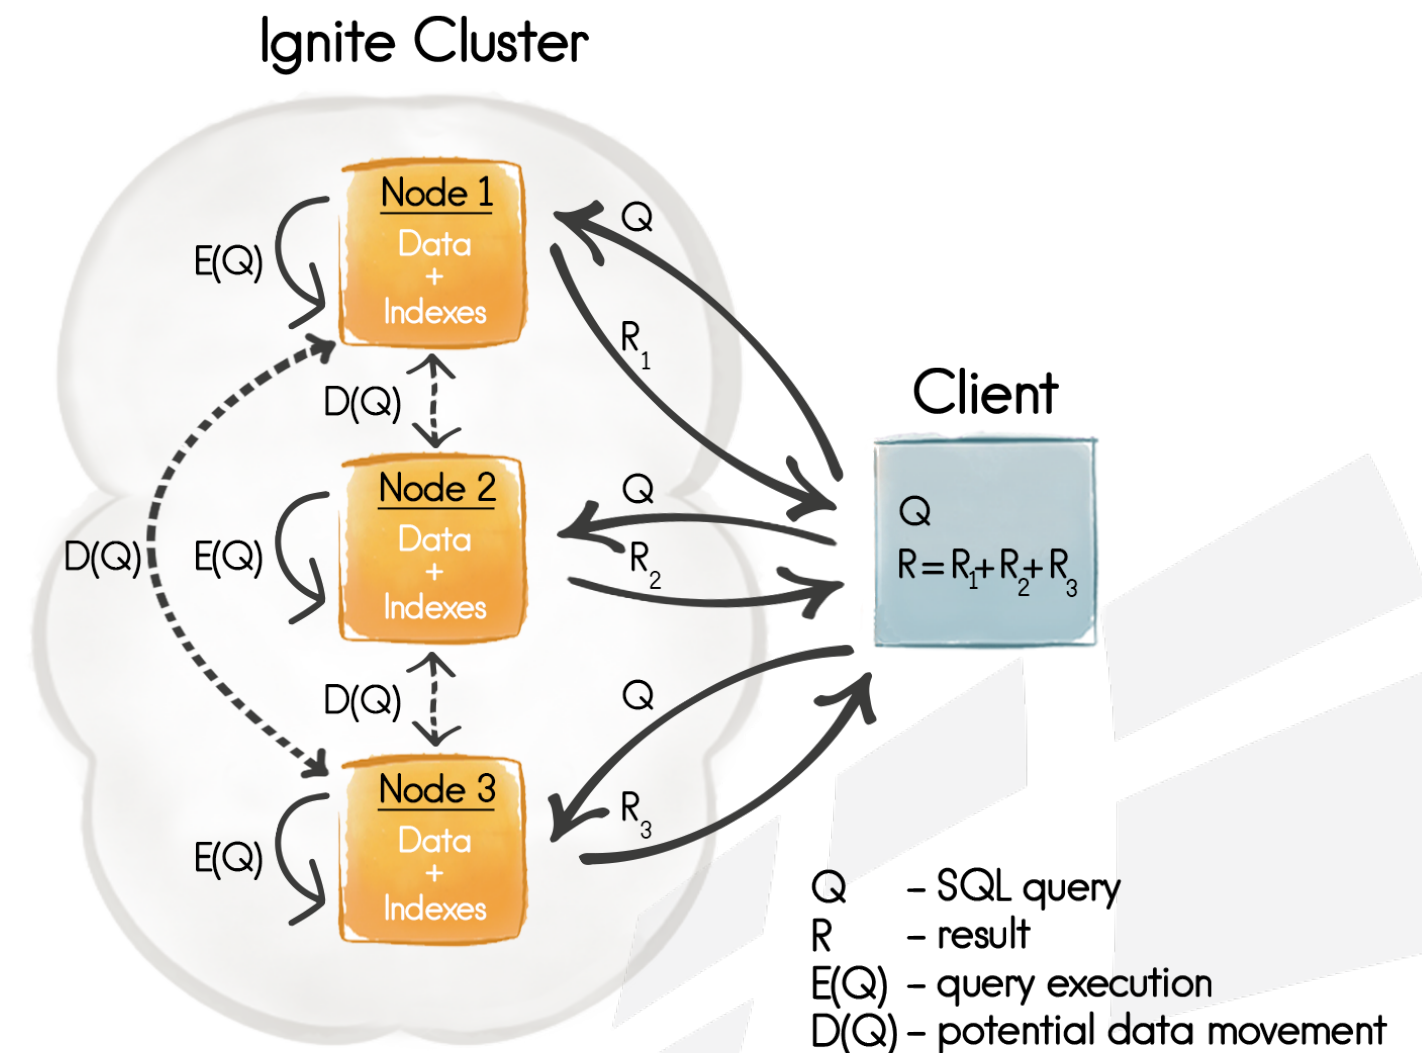 Ignite Cluster
Node 1
Data
+
Indexes
E(Q)
Q
R1
D(Q)
Node 2
Data
+
Indexes
E(Q)
D(Q)
Q
R2
D(Q)
Node 3
Data
+
Indexes
E(Q)
Q
R3
Client
Q
R=R1+R2+R3
Q – SQL query
R – result
E(Q) – query execution
D(Q) – potential data movement